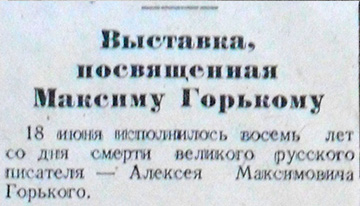 Выставка,
посвященная
Максиму Горькому
18 июня исполнилось восемь лет
со дня смерти великого русского
писателя — Алексея Максимовича
Горького.